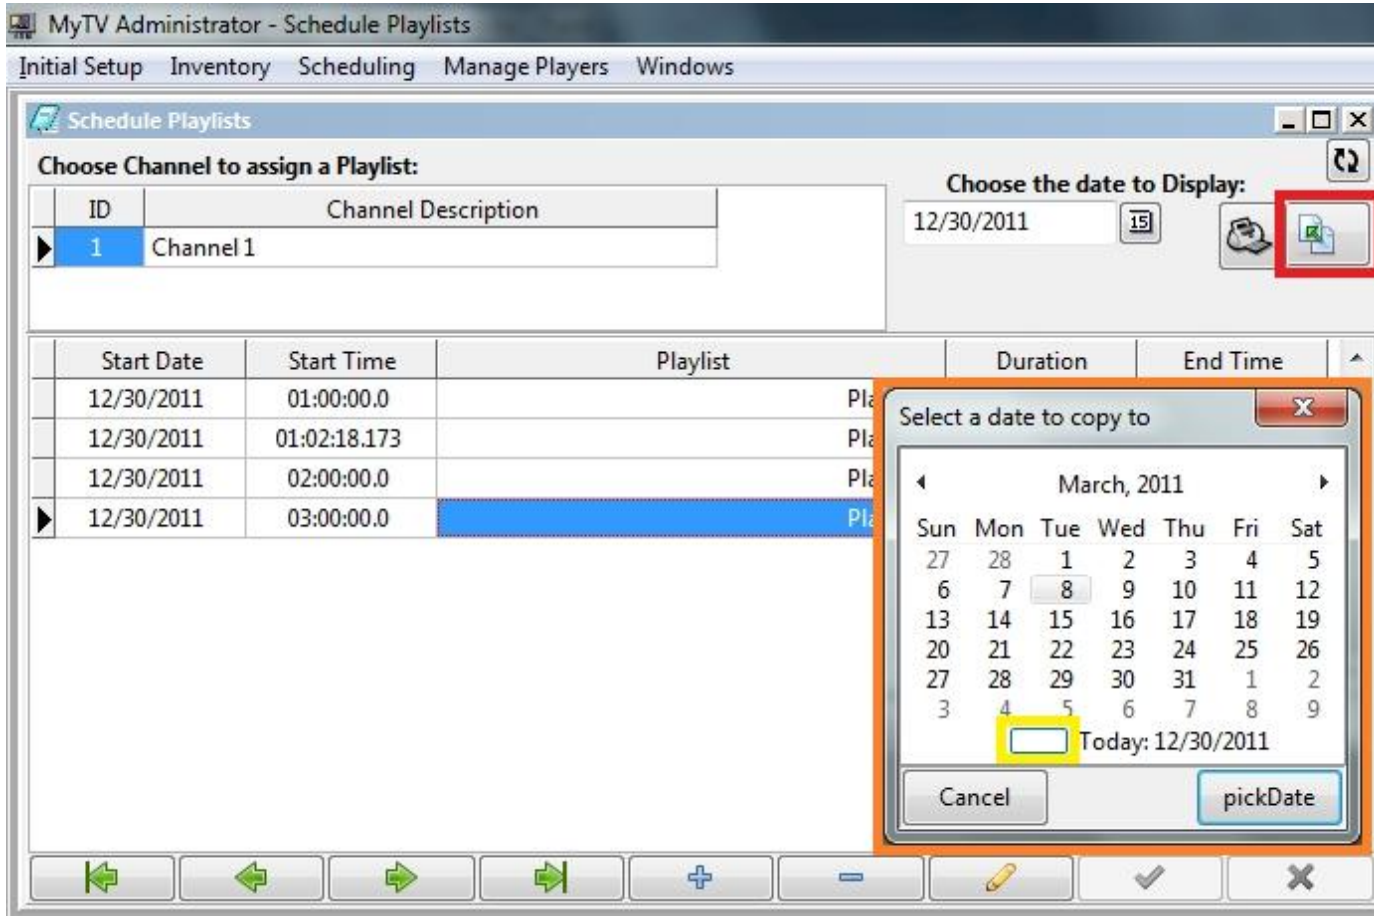 MyTV Administrator - Schedule Playlists
Initial Setup Inventory Scheduling Manage Players Windows
Schedule Playlists
Choose Channel to assign a Playlist:
Choose the date to Display:
ID Channel Description
12/30/2011 15
1 Channel 1
Start Date Start Time Playlist Duration End Time
12/30/2011 01:00:00.0 Pla
12/30/2011 01:02:18.173 Pla
12/30/2011 02:00:00.0 Pla
12/30/2011 03:00:00.0 Pla
Select a date to copy to
March, 2011
Sun Mon Tue Wed Thu Fri Sat
27 28 1 2 3 4 5
6 7 8 9 10 11 12
13 14 15 16 17 18 19
20 21 22 23 24 25 26
27 28 29 30 31 1 2
3 4 5 6 7 8 9
Today: 12/30/2011
Cancel pickDate